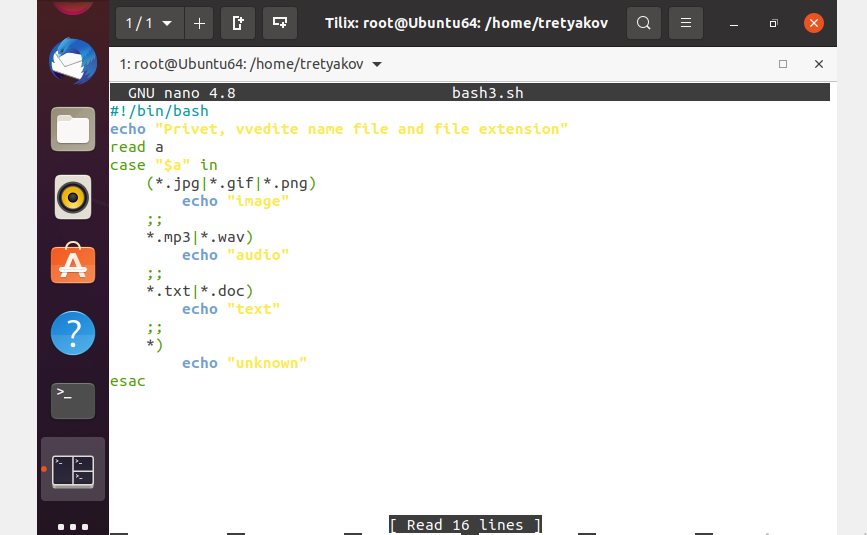 1 / 1
Tilix: root@Ubuntu64: /home/tretyakov
1: root@Ubuntu64: /home/tretyakov
GNU nano 4.8 bash3.sh
#!/bin/bash
echo "Privet, vvedite name file and file extension"
read a
case "$a" in
    (*.jpg|*.gif|*.png)
        echo "image"
    ;;
    *.mp3|*.wav)
        echo "audio"
    ;;
    *.txt|*.doc)
        echo "text"
    ;;
    *)
        echo "unknown"
esac
[ Read 16 lines ]